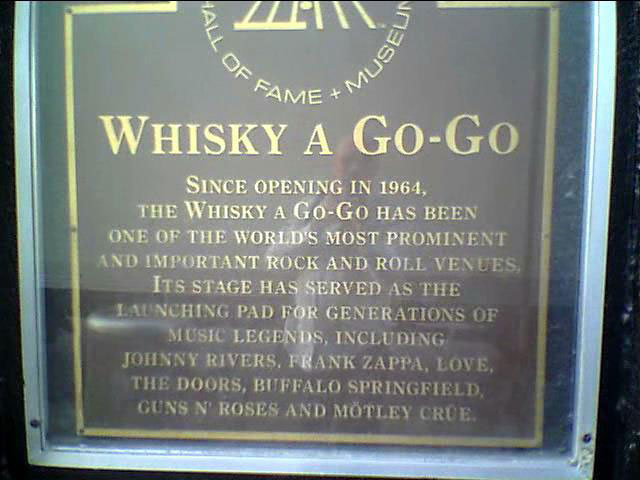 HALL OF FAME + MUSEUM
WHISKY A GO-GO
SINCE OPENING IN 1964,
THE WHISKY A GO-GO HAS BEEN
ONE OF THE WORLD'S MOST PROMINENT
AND IMPORTANT ROCK AND ROLL VENUES.
ITS STAGE HAS SERVED AS THE
LAUNCHING PAD FOR GENERATIONS OF
MUSIC LEGENDS, INCLUDING
JOHNNY RIVERS, FRANK ZAPPA, LOVE,
THE DOORS, BUFFALO SPRINGFIELD,
GUNS N' ROSES AND MÖTLEY CRÜE.